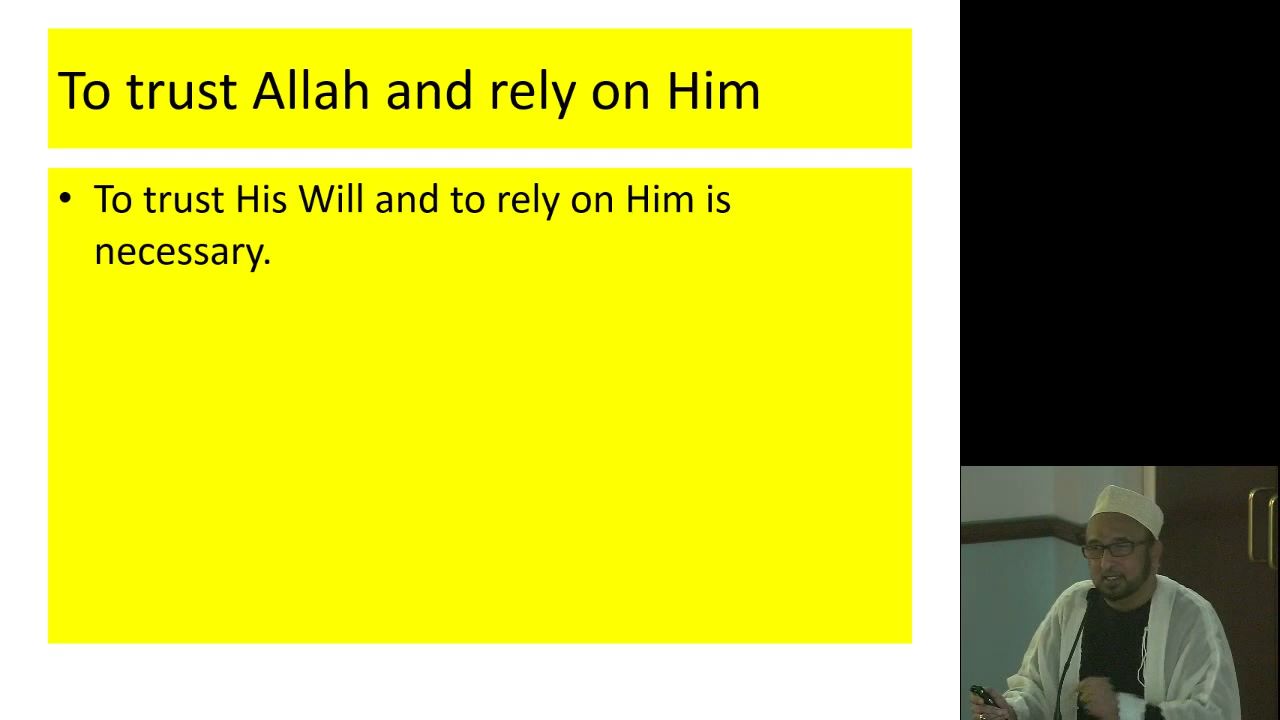 To trust Allah and rely on Him
• To trust His Will and to rely on Him is
necessary.